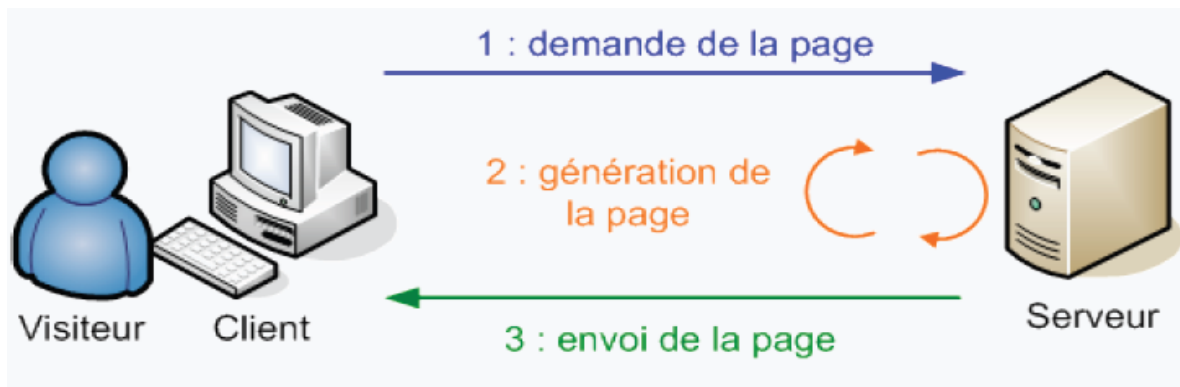 1 : demande de la page
2 : génération de
la page
Visiteur
Client
Serveur
3 : envoi de la page